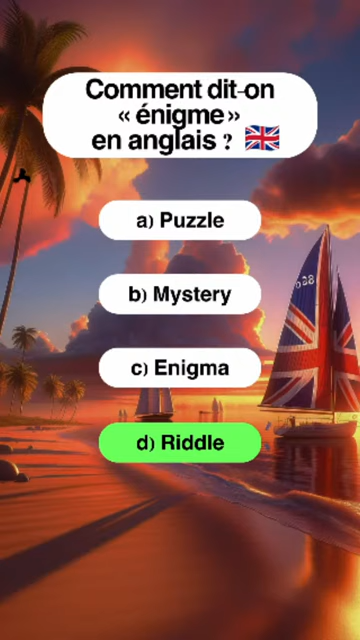 Comment dit-on
« énigme »
en anglais ? 🇬🇧
a) Puzzle
b) Mystery
c) Enigma
d) Riddle